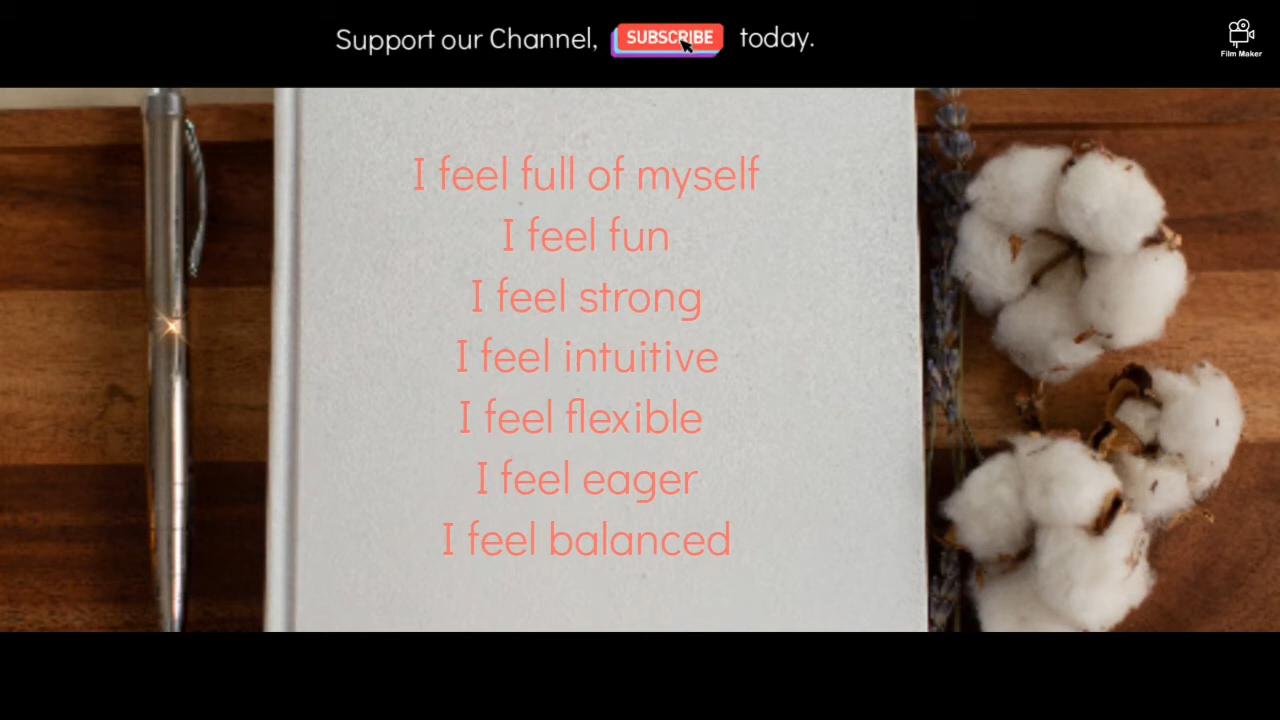 Support our Channel, SUBSCRIBE today.
Film Maker
I feel full of myself
I feel fun
I feel strong
I feel intuitive
I feel flexible
I feel eager
I feel balanced